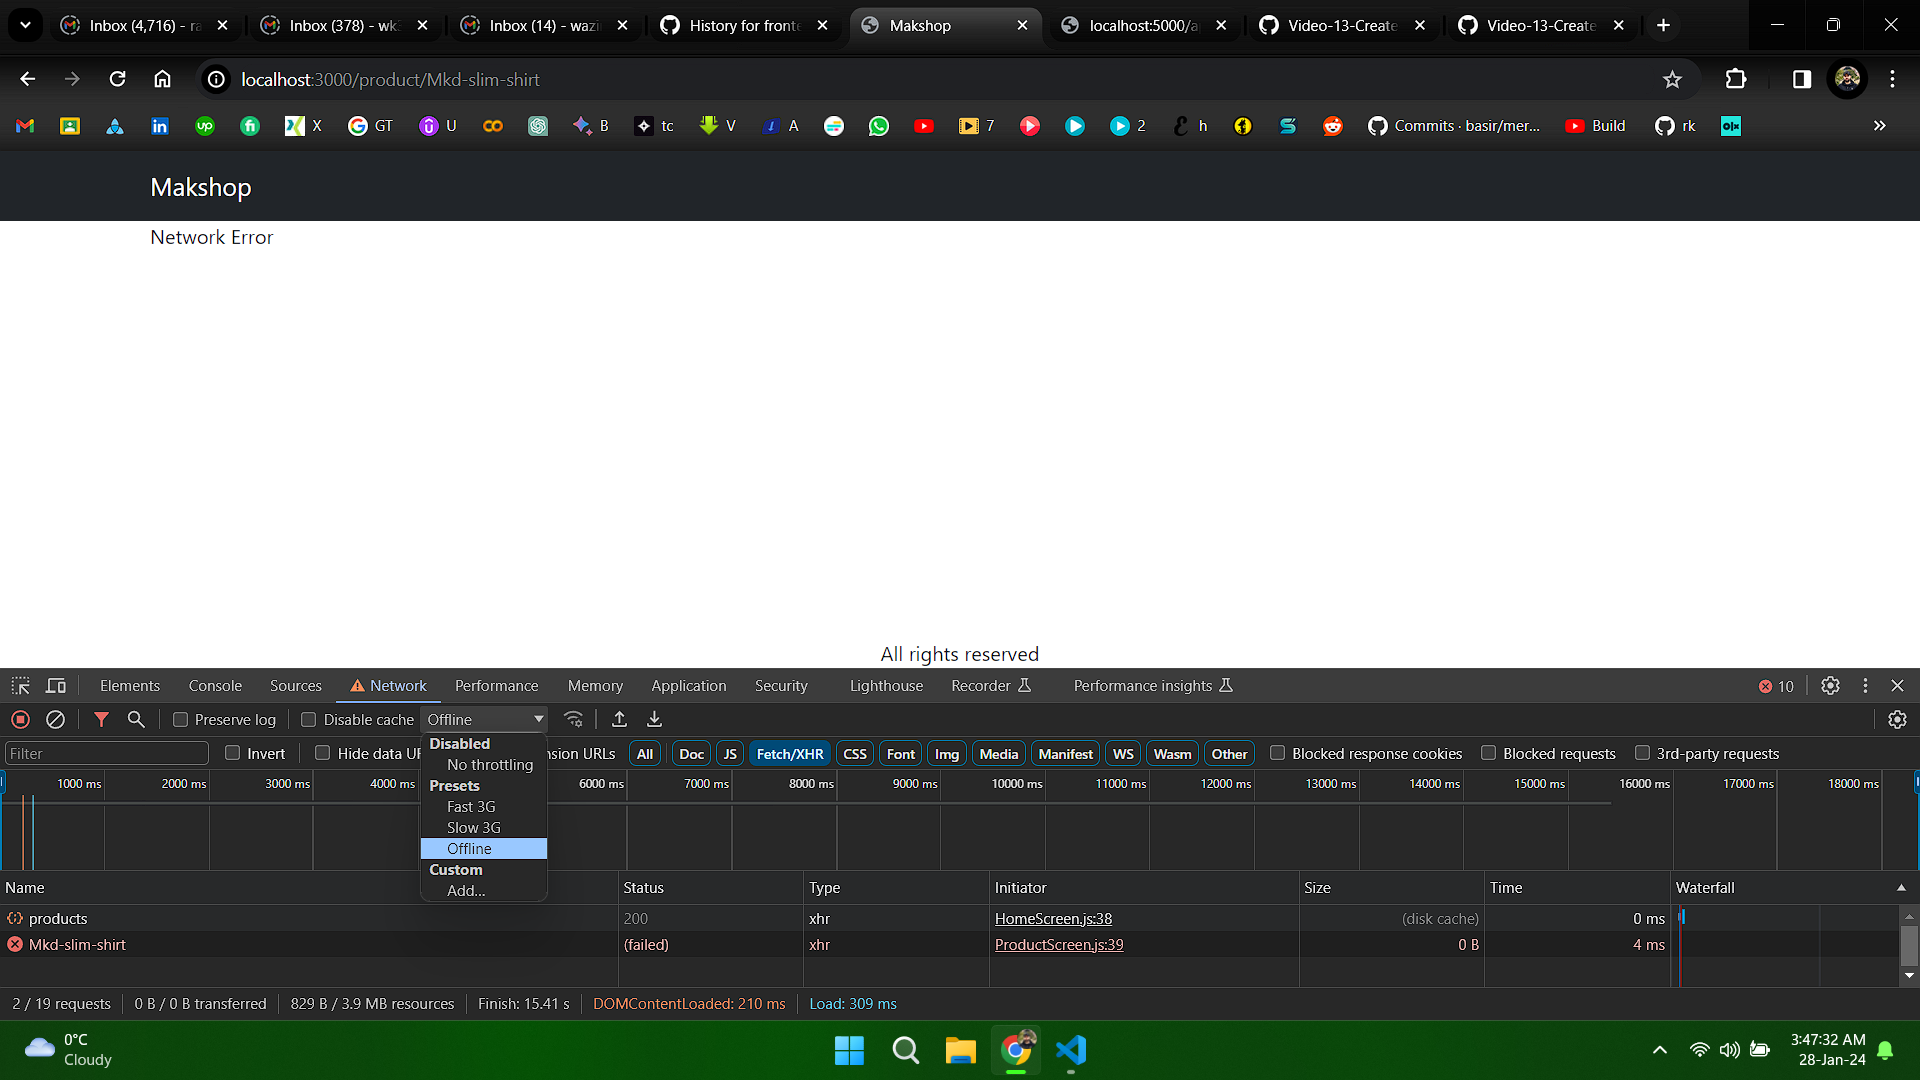 Inbox (4,716) - ra
Inbox (378) - wk
Inbox (14) - wazi
History for fronte
Makshop
localhost:5000/a
Video-13-Create
Video-13-Create
localhost:3000/product/Mkd-slim-shirt
X
GT
U
B
tc
V
A
7
2
h
Commits · basir/mer...
Build
rk
Makshop
Network Error
All rights reserved
Elements Console Sources Network Performance Memory Application Security Lighthouse Recorder Performance insights 10
Preserve log Disable cache Offline
Disabled
No throttling
Presets
Fast 3G
Slow 3G
Offline
Custom
Add...
Filter Invert Hide data UR nsion URLs All Doc JS Fetch/XHR CSS Font Img Media Manifest WS Wasm Other Blocked response cookies Blocked requests 3rd-party requests
1000 ms 2000 ms 3000 ms 4000 ms 6000 ms 7000 ms 8000 ms 9000 ms 10000 ms 11000 ms 12000 ms 13000 ms 14000 ms 15000 ms 16000 ms 17000 ms 18000 ms
Name Status Type Initiator Size Time Waterfall
products 200 xhr HomeScreen.js:38 (disk cache) 0 ms
Mkd-slim-shirt (failed) xhr ProductScreen.js:39 0 B 4 ms
2 / 19 requests 0 B / 0 B transferred 829 B / 3.9 MB resources Finish: 15.41 s DOMContentLoaded: 210 ms Load: 309 ms
0°C
Cloudy
3:47:32 AM
28-Jan-24